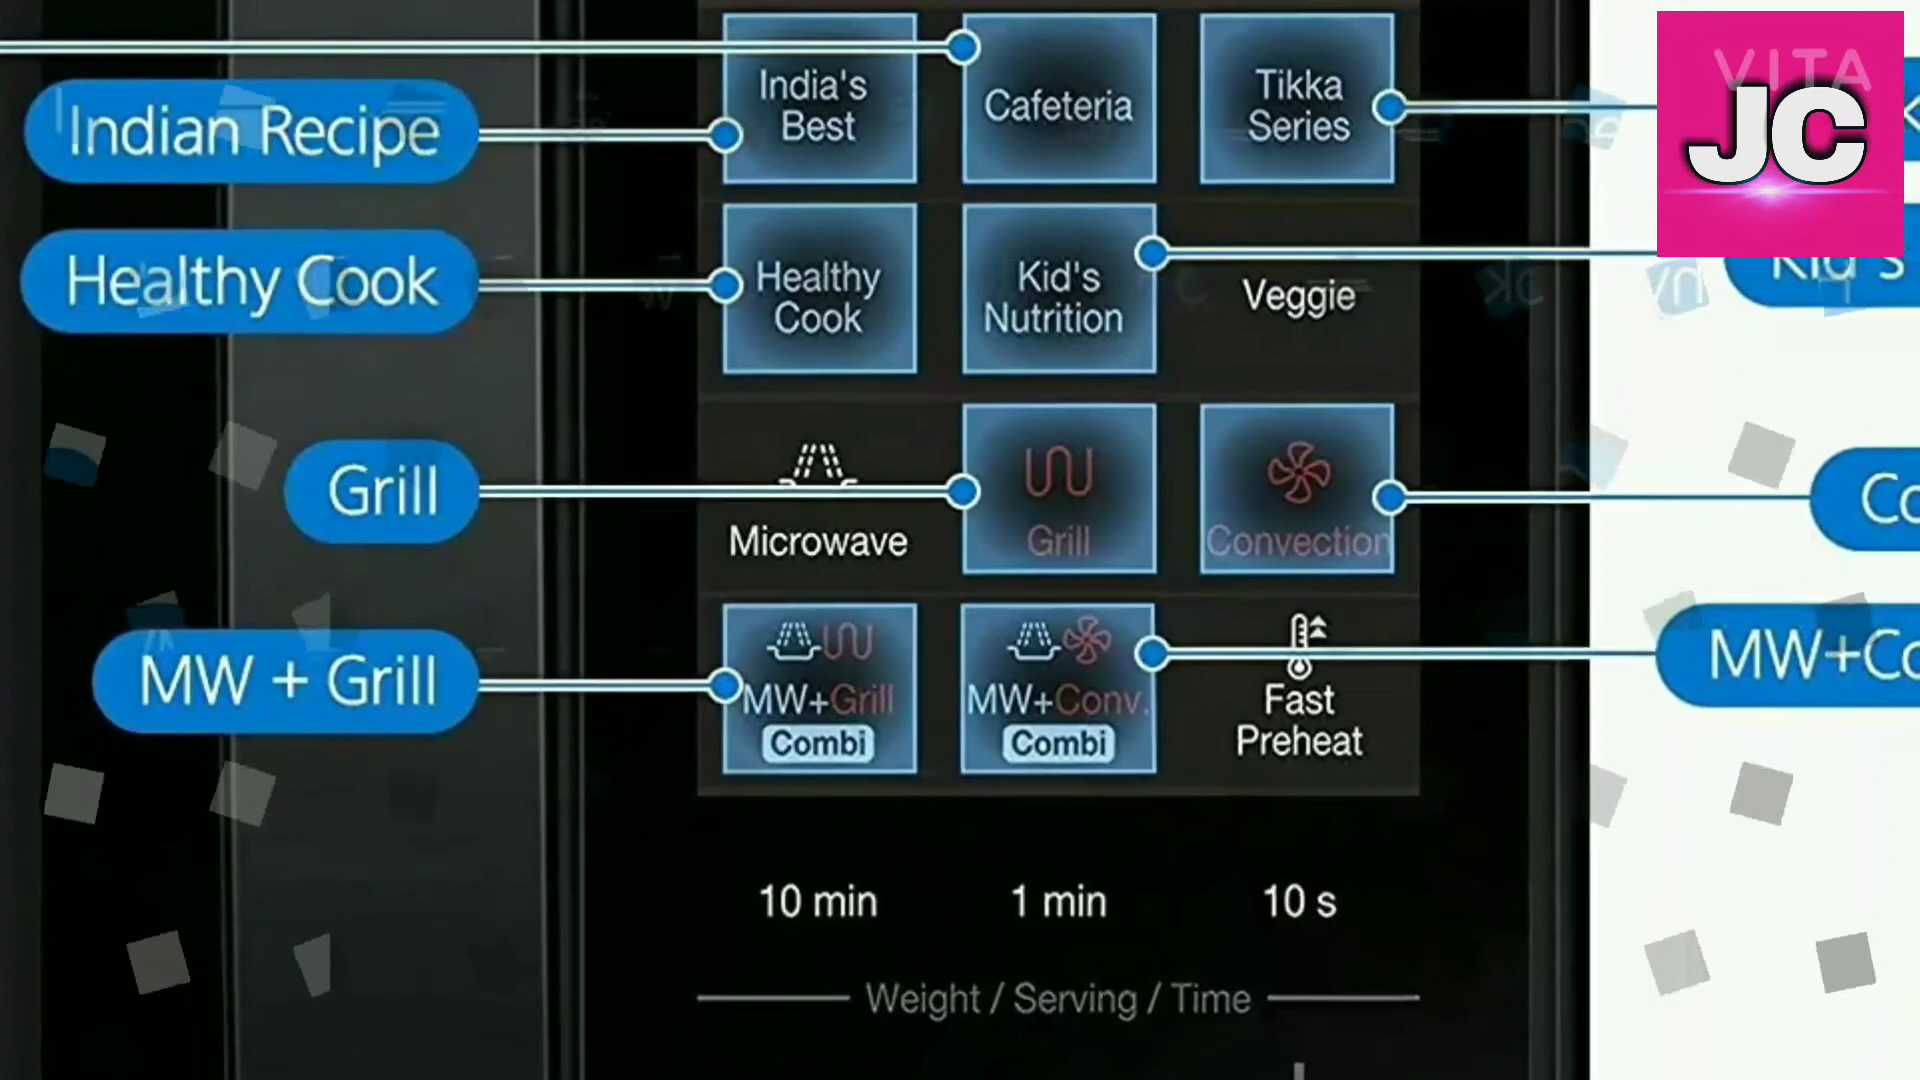 VITA
JC
India's
Best
Cafeteria
Tikka
Series
Indian Recipe
Healthy Cook
Healthy
Cook
Kid's
Nutrition
Veggie
Kid's
Grill
Microwave
Grill
Convection
Co
MW + Grill
MW+Grill
Combi
MW+Conv.
Combi
Fast
Preheat
MW+Co
10 min
1 min
10 s
Weight / Serving / Time